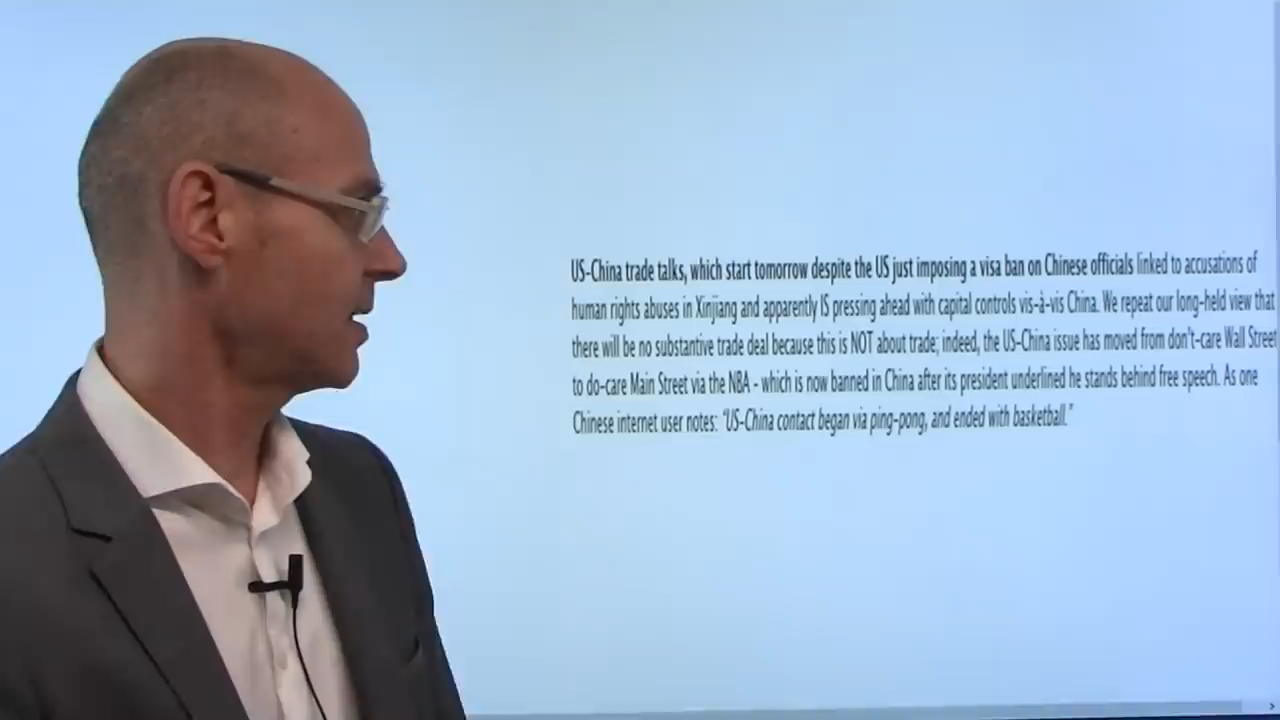 US-China trade talks, which start tomorrow despite the US just imposing a visa ban on Chinese officials linked to accusations of
human rights abuses in Xinjiang and apparently IS pressing ahead with capital controls vis-à-vis China. We repeat our long-held view that
there will be no substantive trade deal because this is NOT about trade; indeed, the US-China issue has moved from don't-care Wall Street
to do-care Main Street via the NBA - which is now banned in China after its president underlined he stands behind free speech. As one
Chinese internet user notes: "US-China contact began via ping-pong, and ended with basketball."